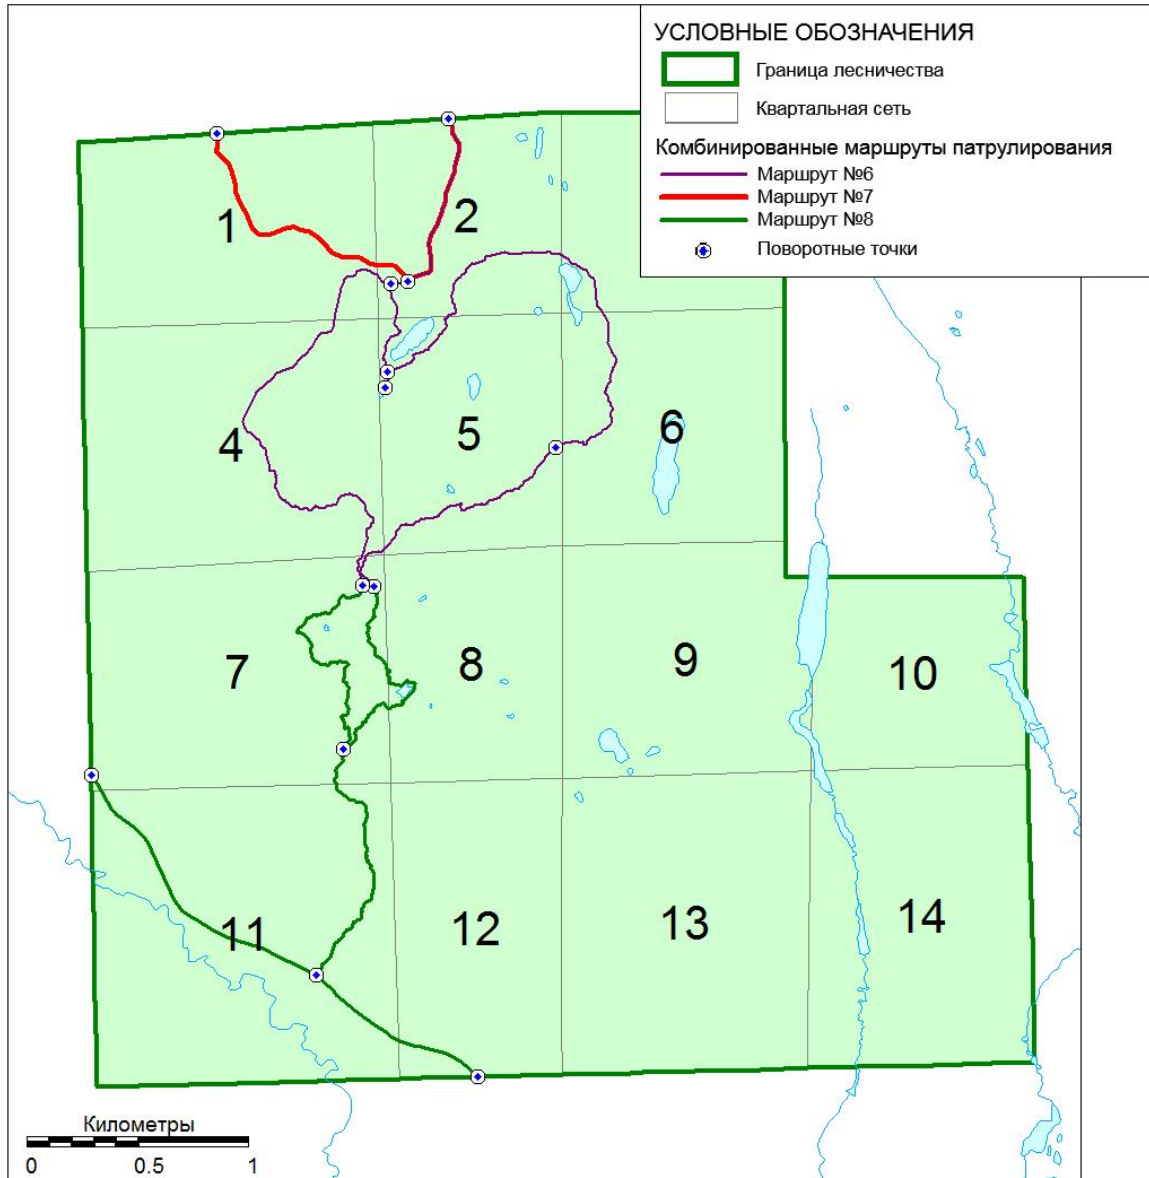 УСЛОВНЫЕ ОБОЗНАЧЕНИЯ
Граница лесничества
Квартальная сеть
Комбинированные маршруты патрулирования
Маршрут №6
Маршрут №7
Маршрут №8
Поворотные точки
1
2
4
5
6
7
8
9
10
11
12
13
14
Километры
0 0.5 1